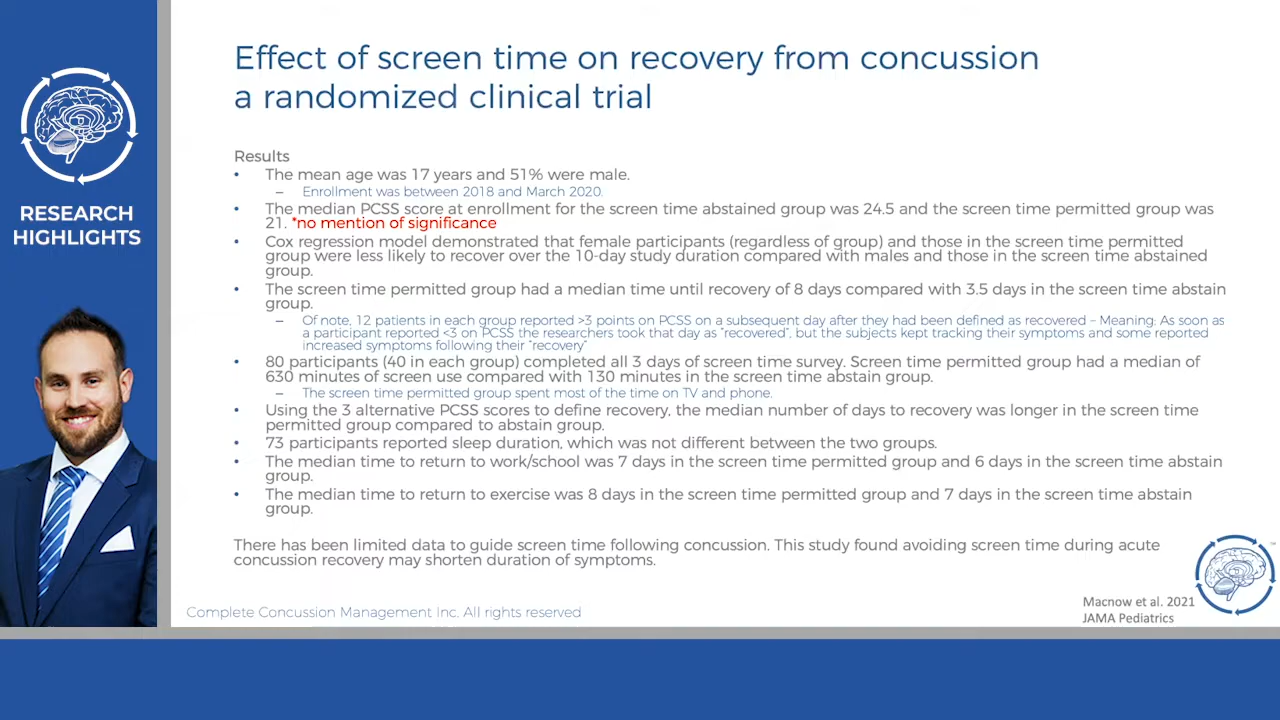 Effect of screen time on recovery from concussion
a randomized clinical trial
RESEARCH
HIGHLIGHTS
Results
• The mean age was 17 years and 51% were male.
– Enrollment was between 2018 and March 2020.
• The median PCSS score at enrollment for the screen time abstained group was 24.5 and the screen time permitted group was
21. *no mention of significance
• Cox regression model demonstrated that female participants (regardless of group) and those in the screen time permitted
group were less likely to recover over the 10-day study duration compared with males and those in the screen time abstained
group.
• The screen time permitted group had a median time until recovery of 8 days compared with 3.5 days in the screen time abstain
group.
– Of note, 12 patients in each group reported >3 points on PCSS on a subsequent day after they had been defined as recovered – Meaning: As soon as
a participant reported <3 on PCSS the researchers took that day as "recovered", but the subjects kept tracking their symptoms and some reported
increased symptoms following their "recovery"
• 80 participants (40 in each group) completed all 3 days of screen time survey. Screen time permitted group had a median of
630 minutes of screen use compared with 130 minutes in the screen time abstain group.
– The screen time permitted group spent most of the time on TV and phone.
• Using the 3 alternative PCSS scores to define recovery, the median number of days to recovery was longer in the screen time
permitted group compared to abstain group.
• 73 participants reported sleep duration, which was not different between the two groups.
• The median time to return to work/school was 7 days in the screen time permitted group and 6 days in the screen time abstain
group.
• The median time to return to exercise was 8 days in the screen time permitted group and 7 days in the screen time abstain
group.
There has been limited data to guide screen time following concussion. This study found avoiding screen time during acute
concussion recovery may shorten duration of symptoms.
Complete Concussion Management Inc. All rights reserved
Macnow et al. 2021
JAMA Pediatrics